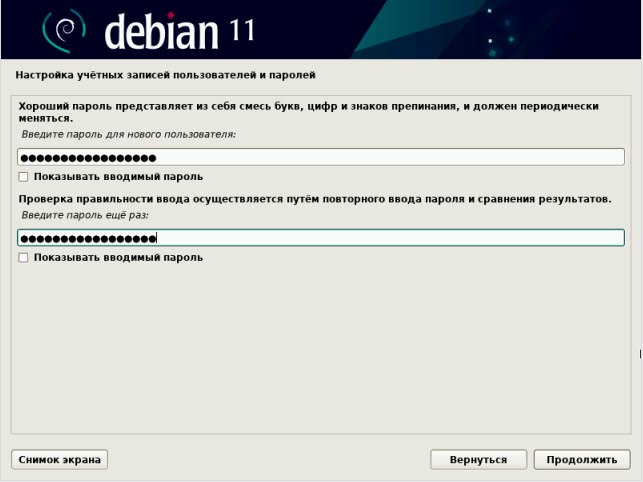 debian 11
Настройка учётных записей пользователей и паролей
Хороший пароль представляет из себя смесь букв, цифр и знаков препинания, и должен периодически
меняться.
Введите пароль для нового пользователя:
●●●●●●●●●●●●●●●●●
Показывать вводимый пароль
Проверка правильности ввода осуществляется путём повторного ввода пароля и сравнения результатов.
Введите пароль ещё раз:
●●●●●●●●●●●●●●●●●
Показывать вводимый пароль
Снимок экрана Вернуться Продолжить